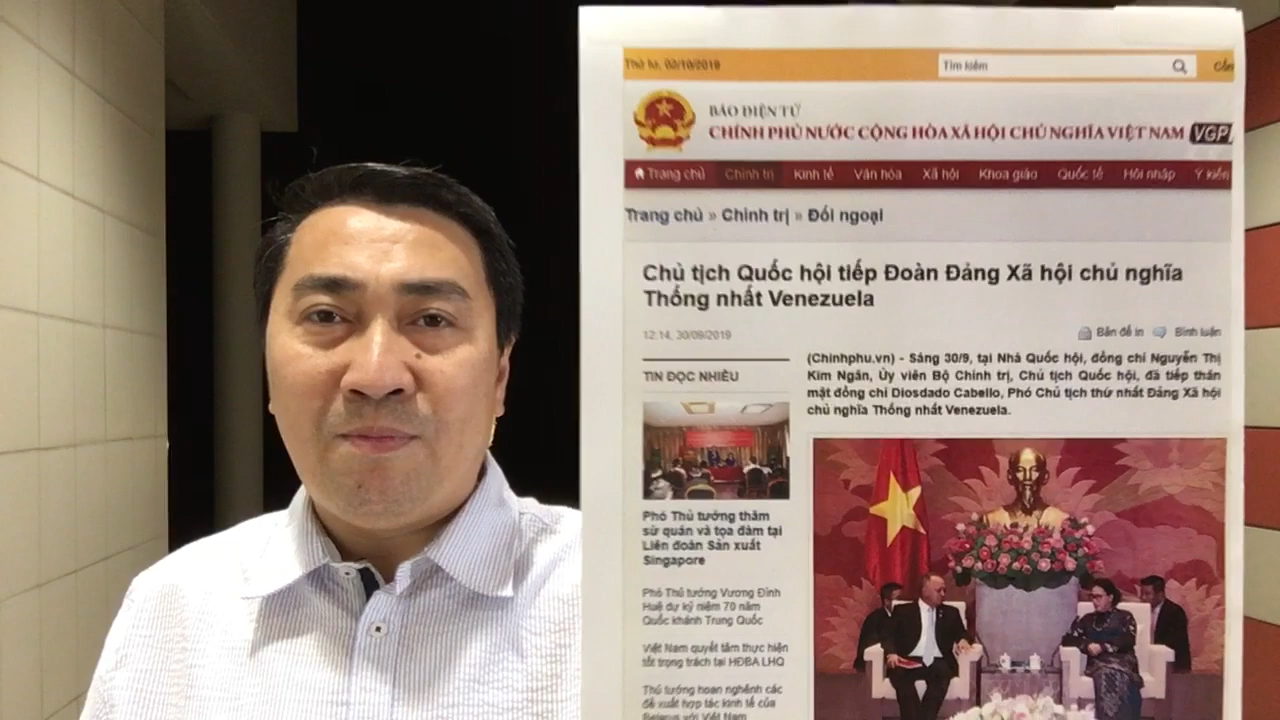 Thứ tư, 02/10/2019
Tìm kiếm
BÁO ĐIỆN TỬ
CHÍNH PHỦ NƯỚC CỘNG HÒA XÃ HỘI CHỦ NGHĨA VIỆT NAM VGP
Trang chủ Chính trị Kinh tế Văn hóa Xã hội Khoa giáo Quốc tế Hội nhập Ý kiến
Trang chủ » Chính trị » Đối ngoại
Chủ tịch Quốc hội tiếp Đoàn Đảng Xã hội chủ nghĩa
Thống nhất Venezuela
12:14, 30/09/2019
Bản để in Bình luận
(Chinhphu.vn) - Sáng 30/9, tại Nhà Quốc hội, đồng chí Nguyễn Thị
Kim Ngân, Ủy viên Bộ Chính trị, Chủ tịch Quốc hội, đã tiếp thân
mật đồng chí Diosdado Cabello, Phó Chủ tịch thứ nhất Đảng Xã hội
chủ nghĩa Thống nhất Venezuela.
TIN ĐỌC NHIỀU
Phó Thủ tướng thăm
sứ quán và tọa đàm tại
Liên đoàn Sản xuất
Singapore
Phó Thủ tướng Vương Đình
Huệ dự kỷ niệm 70 năm
Quốc khánh Trung Quốc
Việt Nam quyết tâm thực hiện
tốt trọng trách tại HĐBA LHQ
Thủ tướng hoan nghênh các
đề xuất hợp tác kinh tế của
Belarus với Việt Nam